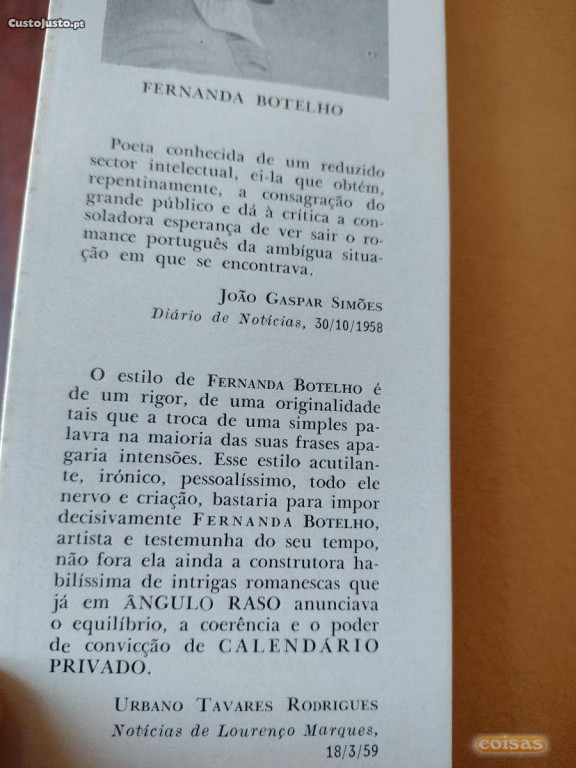 CustoJusto.pt
FERNANDA BOTELHO
Poeta conhecida de um reduzido
sector intelectual, ei-la que obtém,
repentinamente, a consagração do
grande público e dá à crítica a con-
soladora esperança de ver sair o ro-
mance português da ambígua situa-
ção em que se encontrava.
JOÃO GASPAR SIMÕES
Diário de Notícias, 30/10/1958
O estilo de FERNANDA BOTELHO é
de um rigor, de uma originalidade
tais que a troca de uma simples pa-
lavra na maioria das suas frases apa-
garia intensões. Esse estilo acutilan-
te, irónico, pessoalíssimo, todo ele
nervo e criação, bastaria para impor
decisivamente FERNANDA BOTELHO,
artista e testemunha do seu tempo,
não fora ela ainda a construtora ha-
bilíssima de intrigas romanescas que
já em ÂNGULO RASO anunciava
o equilíbrio, a coerência e o poder
de convicção de CALENDÁRIO
PRIVADO.
URBANO TAVARES RODRIGUES
Notícias de Lourenço Marques,
18/3/59
coisas